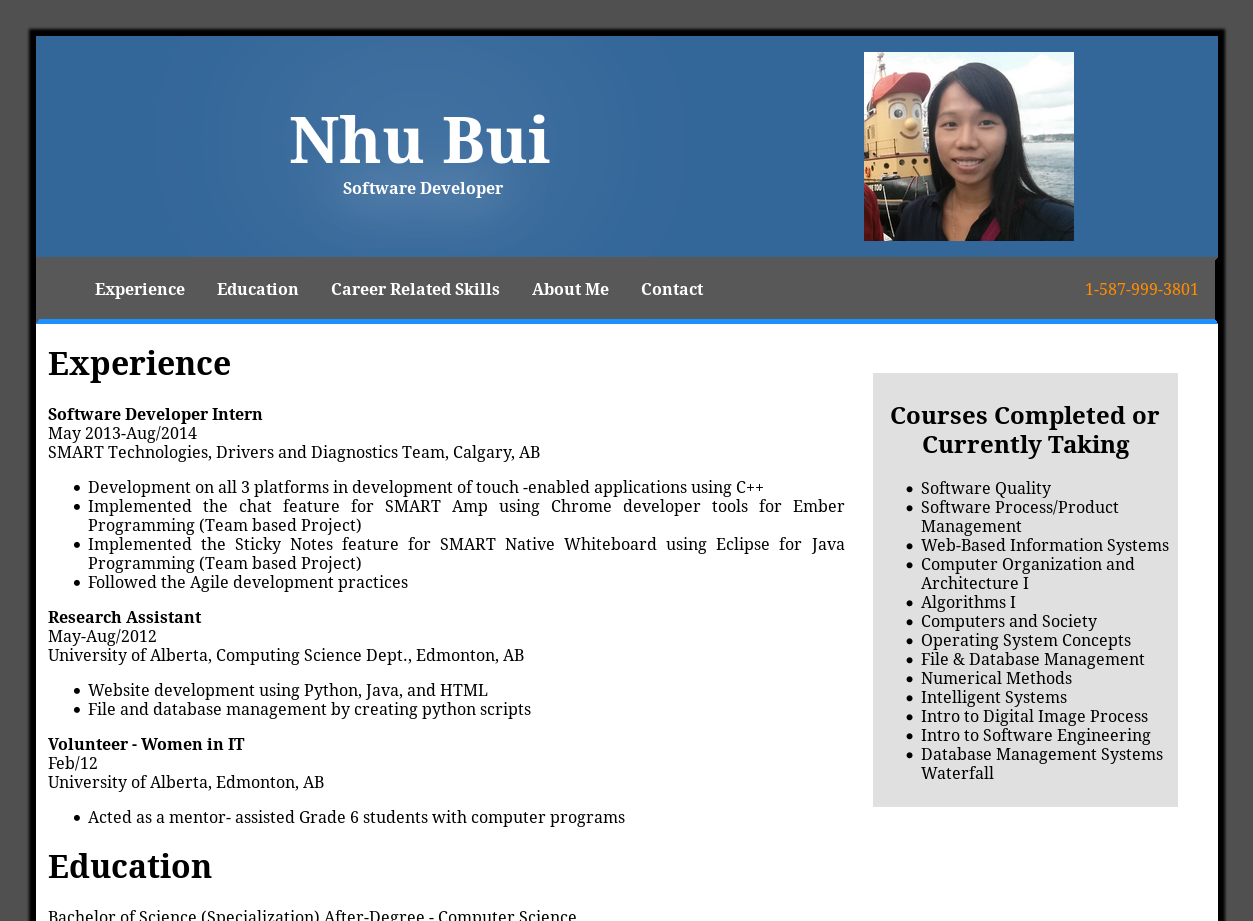 Nhu Bui
Software Developer
Experience
Education
Career Related Skills
About Me
Contact
1-587-999-3801
Experience
Software Developer Intern
May 2013-Aug/2014
SMART Technologies, Drivers and Diagnostics Team, Calgary, AB
• Development on all 3 platforms in development of touch -enabled applications using C++
• Implemented the chat feature for SMART Amp using Chrome developer tools for Ember
Programming (Team based Project)
• Implemented the Sticky Notes feature for SMART Native Whiteboard using Eclipse for Java
Programming (Team based Project)
• Followed the Agile development practices
Research Assistant
May-Aug/2012
University of Alberta, Computing Science Dept., Edmonton, AB
• Website development using Python, Java, and HTML
• File and database management by creating python scripts
Volunteer - Women in IT
Feb/12
University of Alberta, Edmonton, AB
• Acted as a mentor- assisted Grade 6 students with computer programs
Education
Bachelor of Science (Specialization) After-Degree - Computer Science
Courses Completed or
Currently Taking
• Software Quality
• Software Process/Product
Management
• Web-Based Information Systems
• Computer Organization and
Architecture I
• Algorithms I
• Computers and Society
• Operating System Concepts
• File & Database Management
• Numerical Methods
• Intelligent Systems
• Intro to Digital Image Process
• Intro to Software Engineering
• Database Management Systems
Waterfall